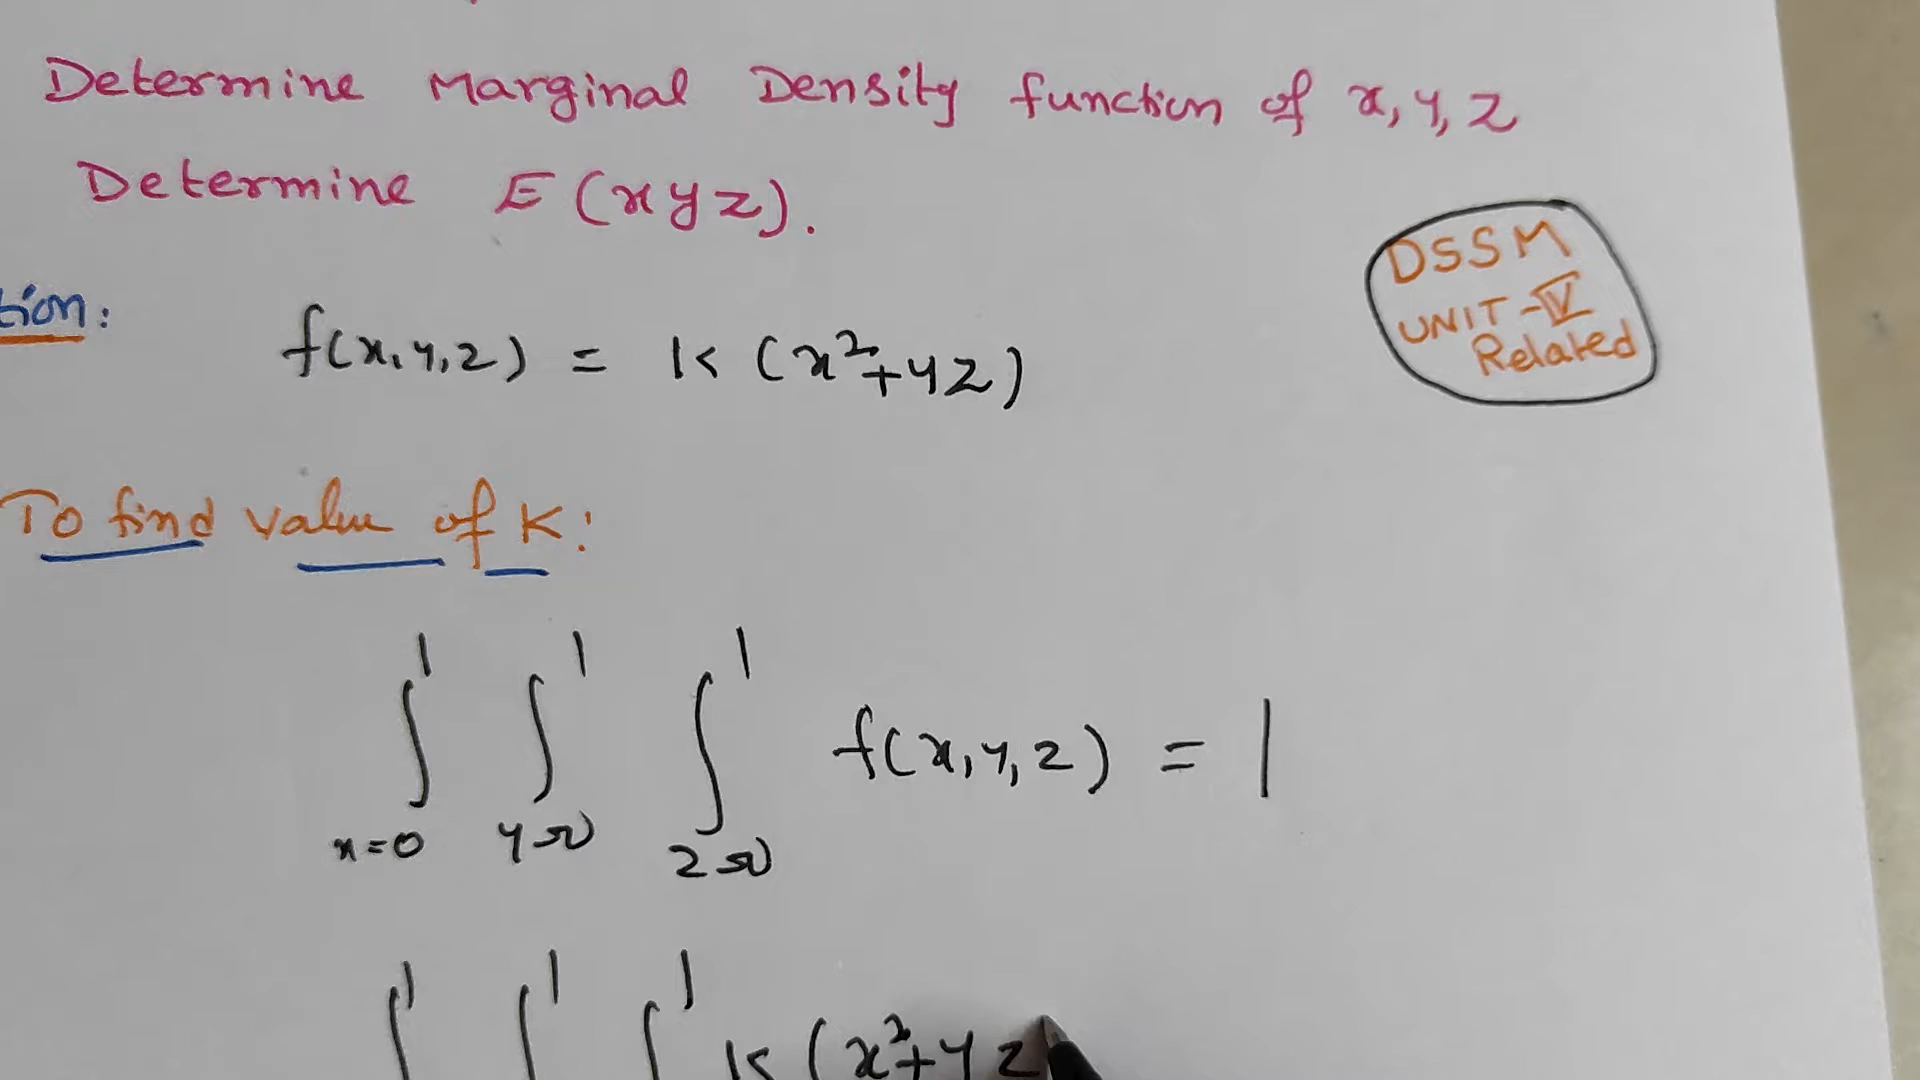 Determine Marginal Density function of x, y, z
Determine E(xyz).
tion:
f(x, y, z) = K (x²+yz)
DSSM
UNIT - IV
Related
To find value of K:
∫ ∫ ∫ f(x, y, z) = 1
1 1 1
x=0 y=0 z=0
∫ ∫ ∫ K (x²+yz
1 1 1